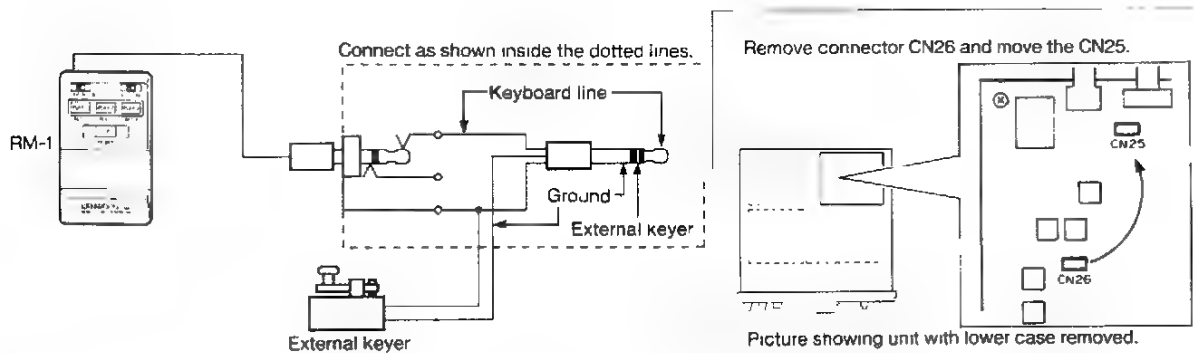 Connect as shown inside the dotted lines.
Keyboard line
RM-1
Ground
External keyer
External keyer
Remove connector CN26 and move the CN25.
CN25
CN26
Picture showing unit with lower case removed.